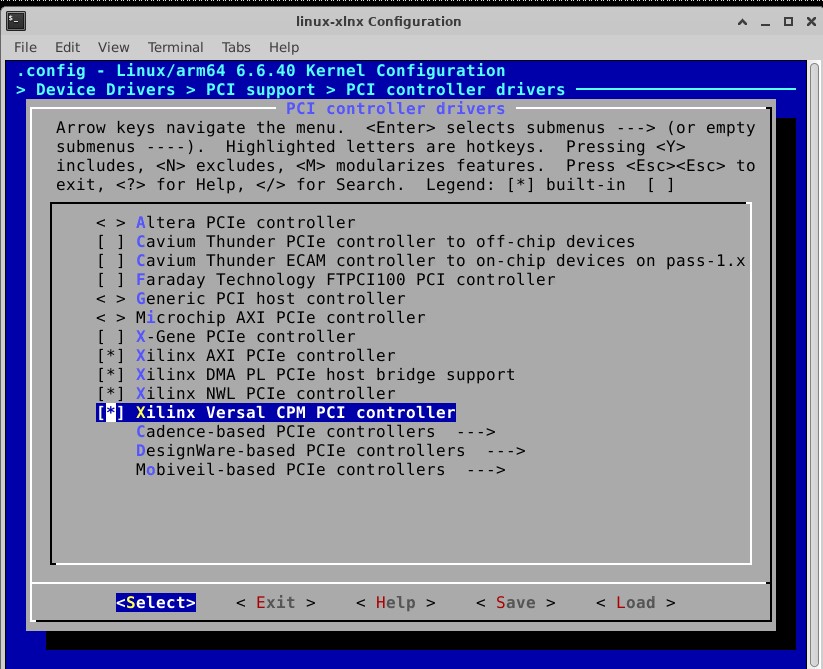 linux-xlnx Configuration
File Edit View Terminal Tabs Help
.config - Linux/arm64 6.6.40 Kernel Configuration
> Device Drivers > PCI support > PCI controller drivers
PCI controller drivers
Arrow keys navigate the menu.  <Enter> selects submenus ---> (or empty
submenus ----).  Highlighted letters are hotkeys.  Pressing <Y>
includes, <N> excludes, <M> modularizes features.  Press <Esc><Esc> to
exit, <?> for Help, </> for Search.  Legend: [*] built-in  [ ]
< > Altera PCIe controller
[ ] Cavium Thunder PCIe controller to off-chip devices
[ ] Cavium Thunder ECAM controller to on-chip devices on pass-1.x
[ ] Faraday Technology FTPCI100 PCI controller
< > Generic PCI host controller
< > Microchip AXI PCIe controller
[ ] X-Gene PCIe controller
[*] Xilinx AXI PCIe controller
[*] Xilinx DMA PL PCIe host bridge support
[*] Xilinx NWL PCIe controller
[*] Xilinx Versal CPM PCI controller
Cadence-based PCIe controllers  --->
DesignWare-based PCIe controllers  --->
Mobiveil-based PCIe controllers  --->
<Select>    < Exit >    < Help >    < Save >    < Load >